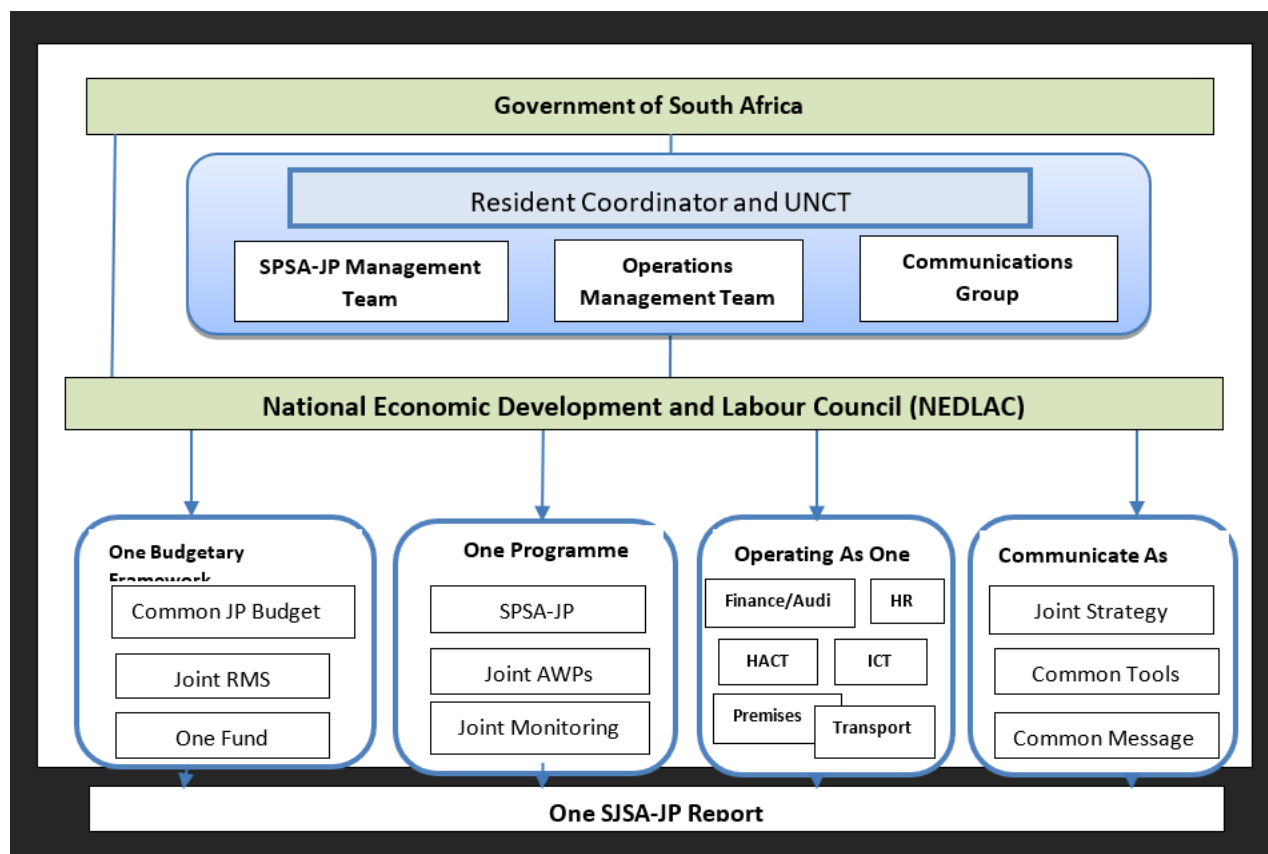 Government of South Africa
Resident Coordinator and UNCT
SPSA-JP Management
Team
Operations
Management Team
Communications
Group
National Economic Development and Labour Council (NEDLAC)
One Budgetary
Framework
Common JP Budget
Joint RMS
One Fund
One Programme
SPSA-JP
Joint AWPs
Joint Monitoring
Operating As One
Finance/Audi
HR
HACT
ICT
Premises
Transport
Communicate As
Joint Strategy
Common Tools
Common Message
One SJSA-JP Report